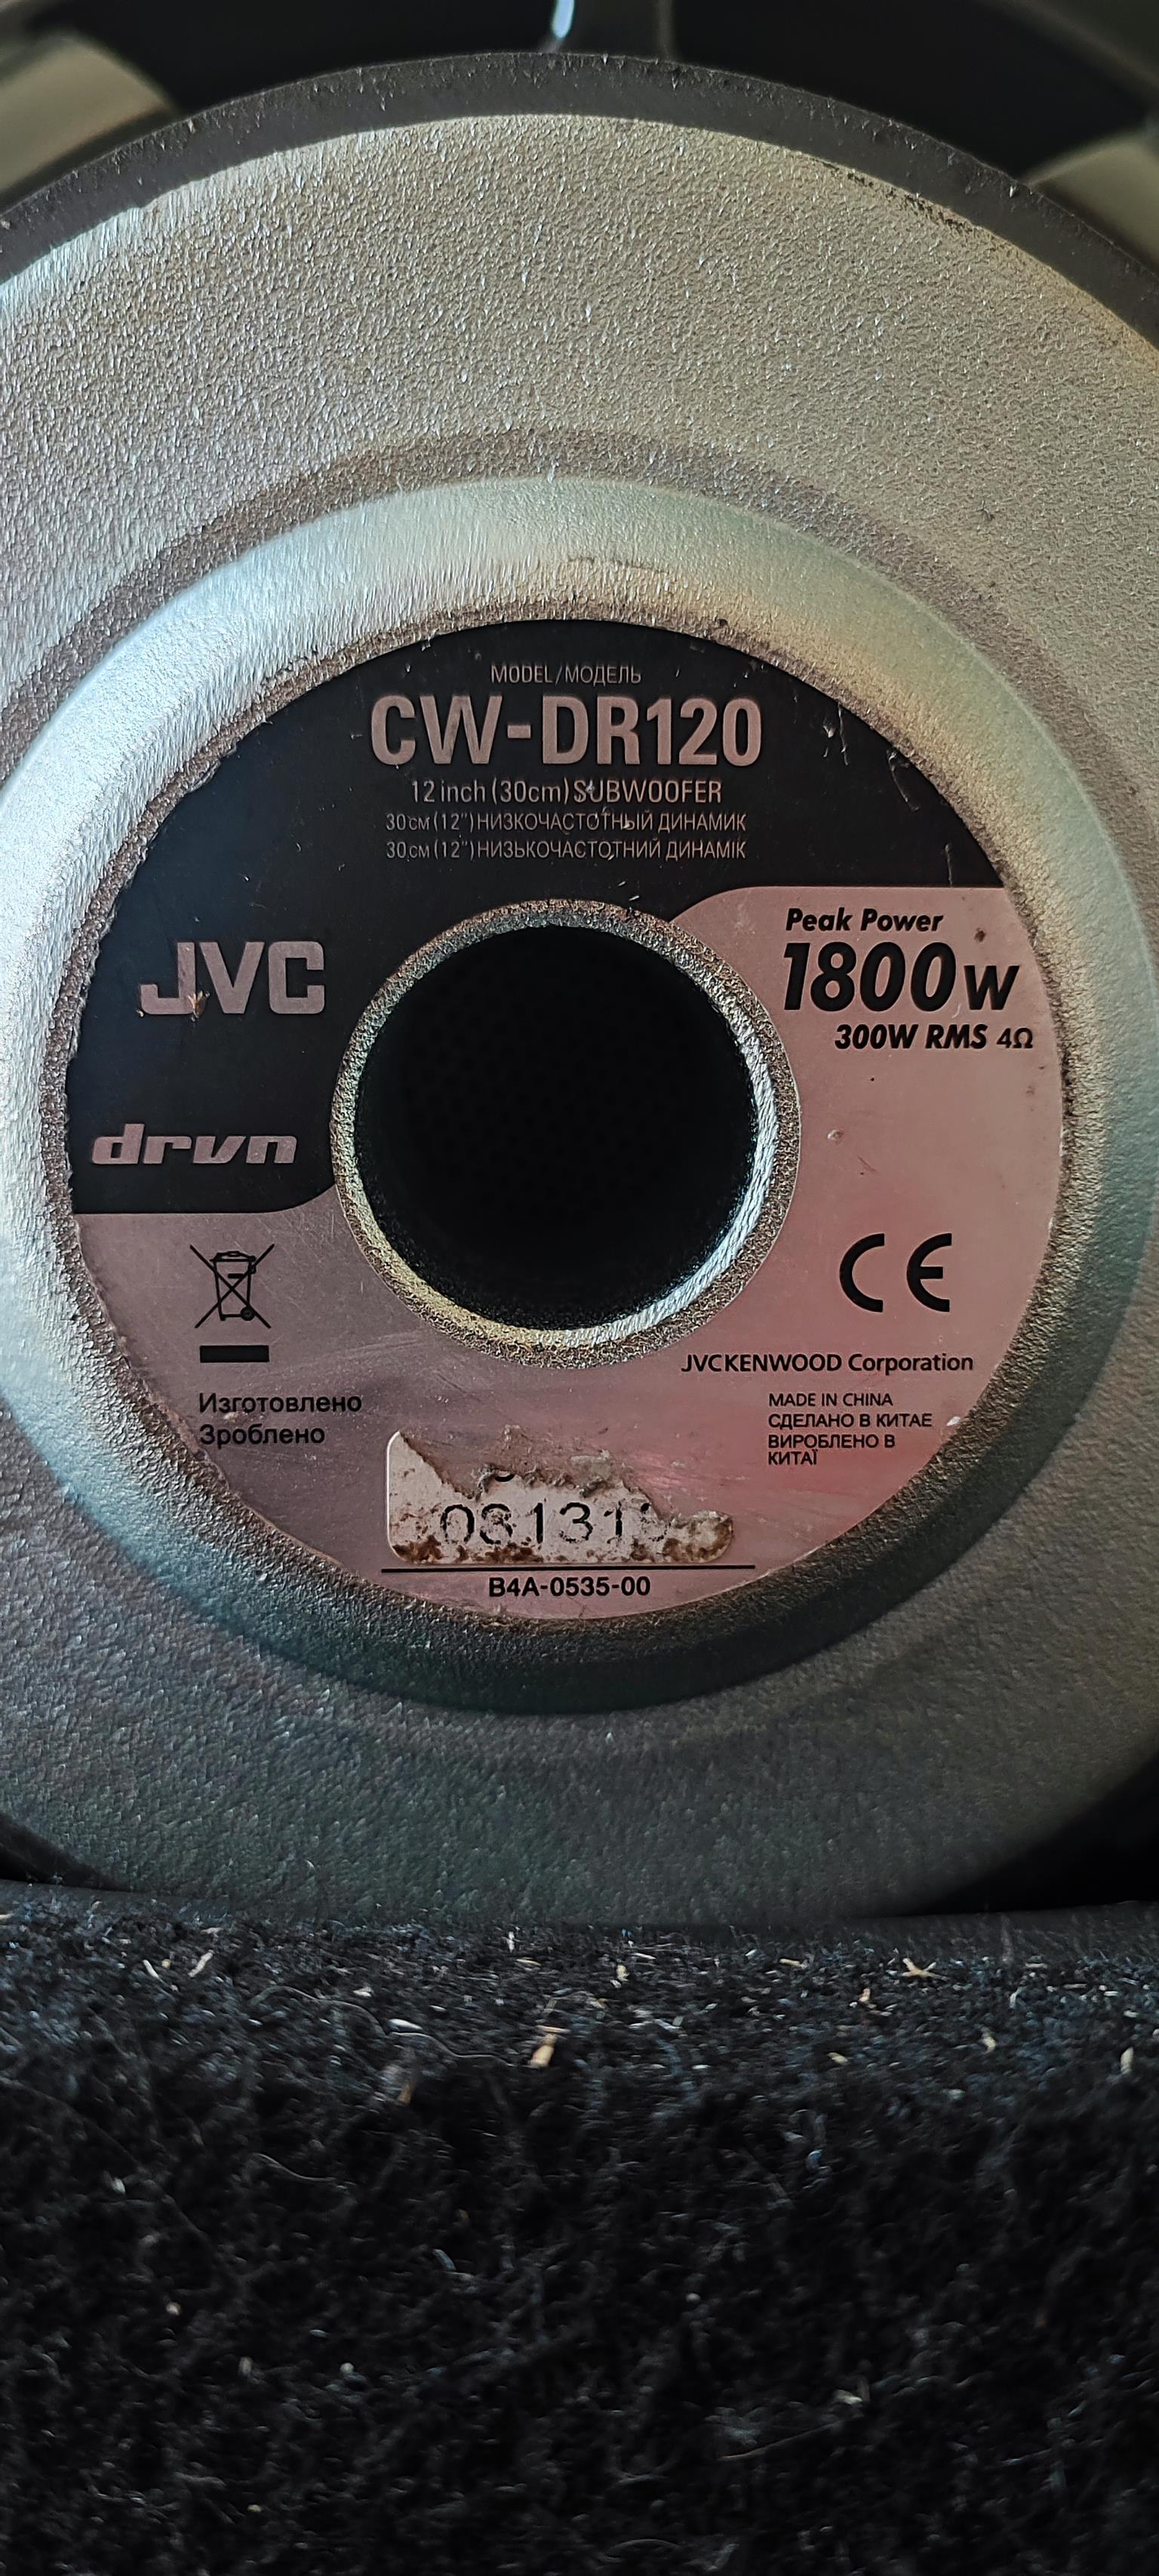 MODEL/МОДЕЛЬ
CW-DR120
12 inch (30cm) SUBWOOFER
30см (12") НИЗКОЧАСТОТНЫЙ ДИНАМИК
30см (12") НИЗЬКОЧАСТОТНИЙ ДИНАМІК
JVC
drvn
Peak Power
1800W
300W RMS 4Ω
CE
JVCKENWOOD Corporation
MADE IN CHINA
СДЕЛАНО В КИТАЕ
ВИРОБЛЕНО В
КИТАЇ
Изготовлено
Зроблено
B4A-0535-00